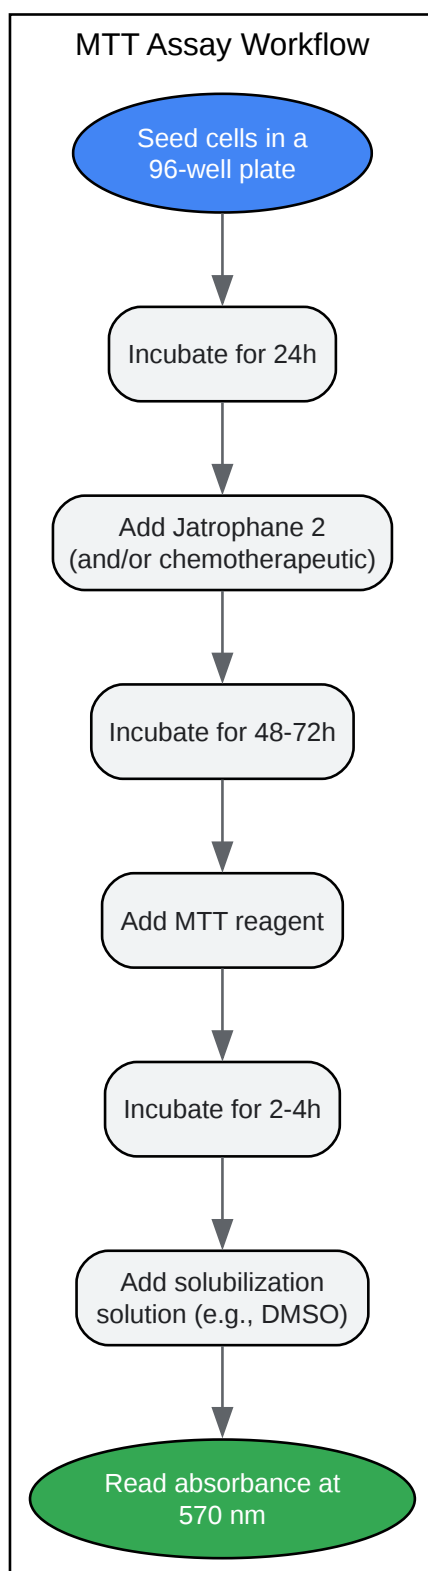 MTT Assay Workflow
Seed cells in a
96-well plate
Incubate for 24h
Add Jatrophane 2
(and/or chemotherapeutic)
Incubate for 48-72h
Add MTT reagent
Incubate for 2-4h
Add solubilization
solution (e.g., DMSO)
Read absorbance at
570 nm